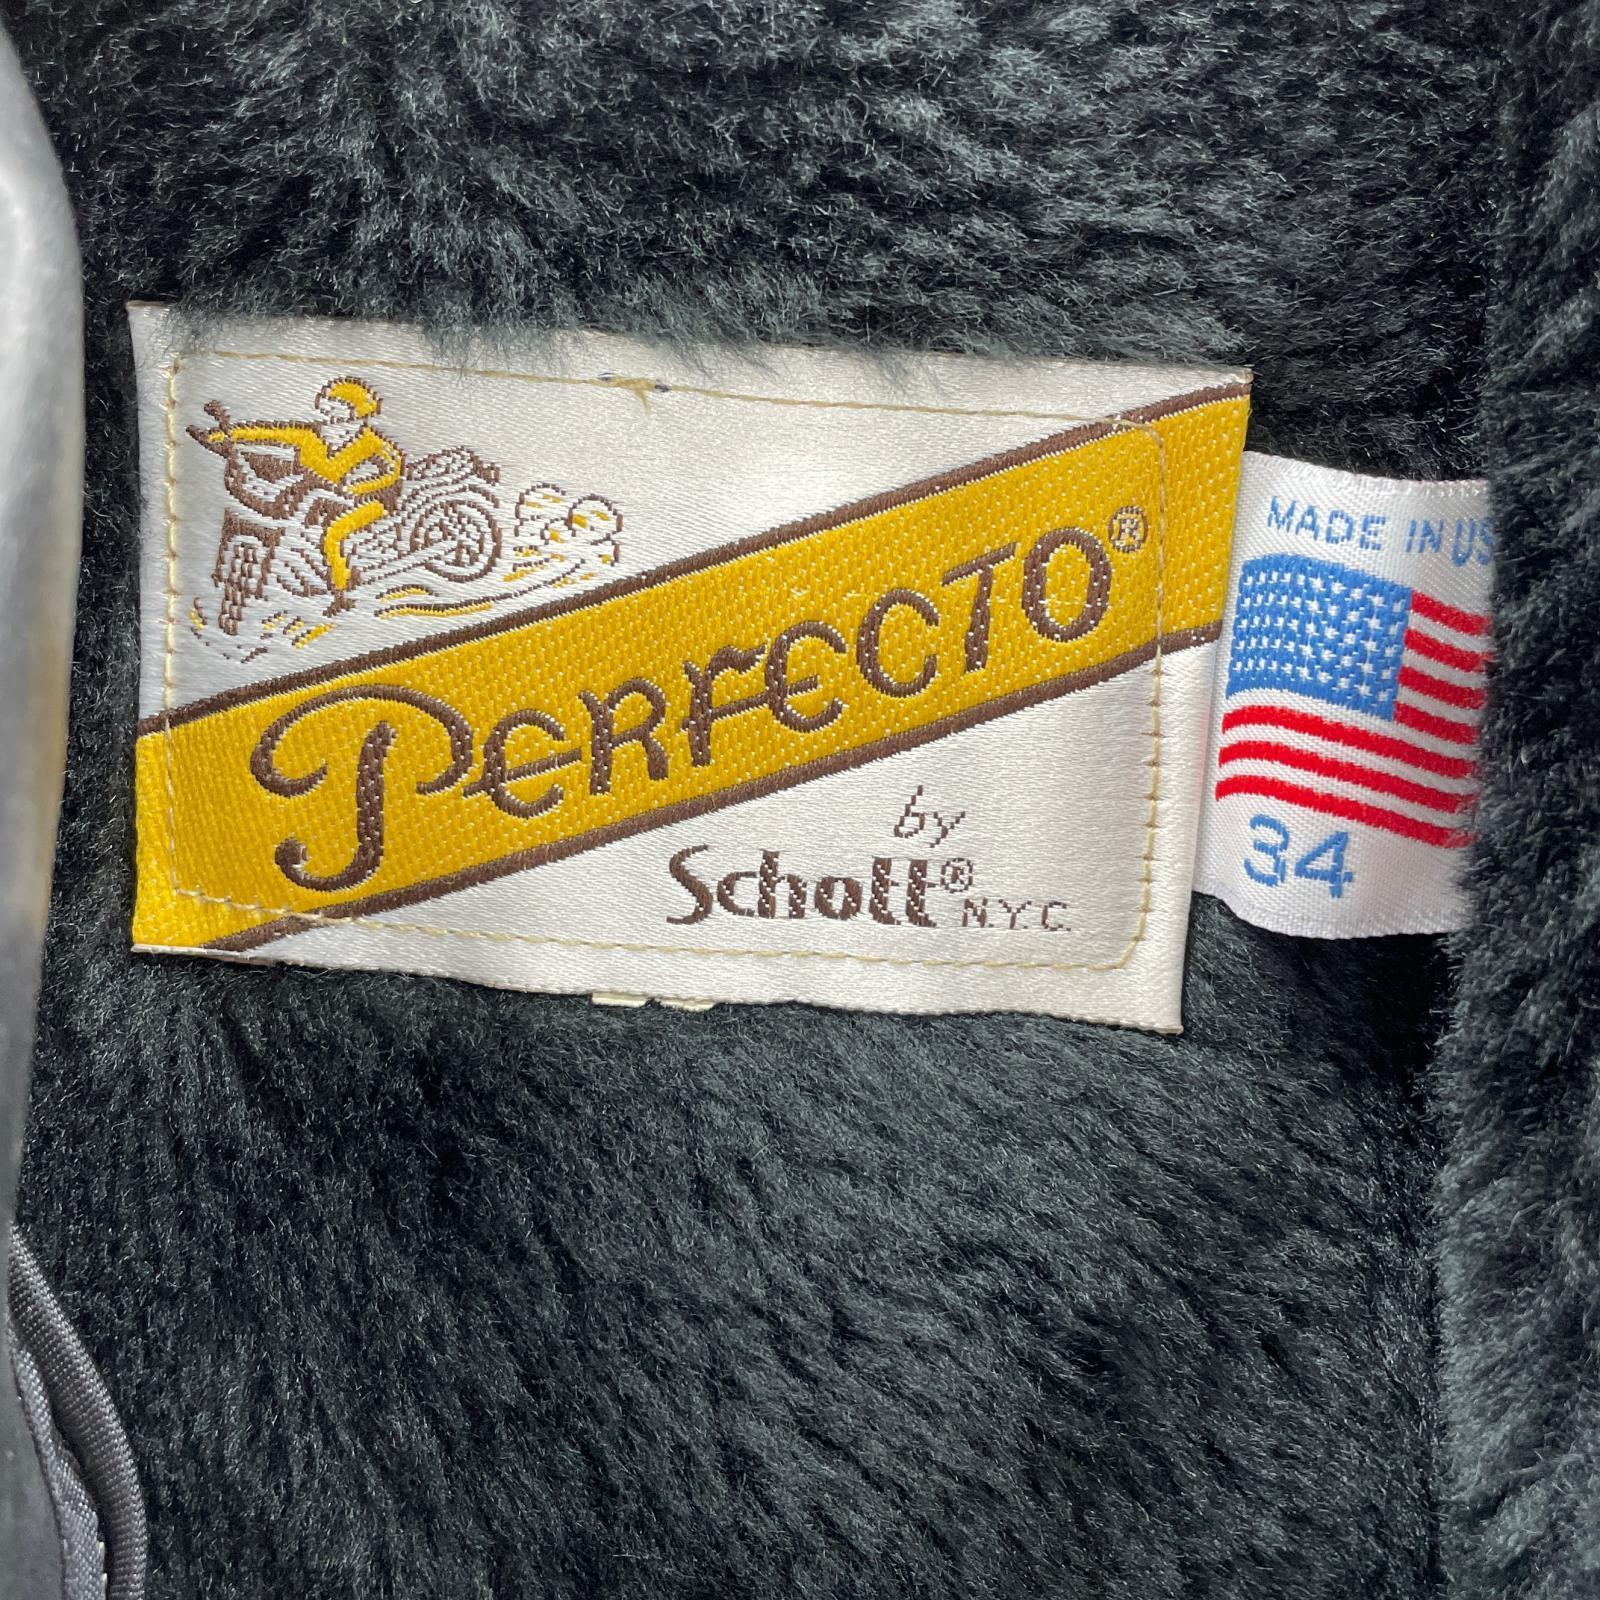 PERFECTO®
by
Schott®
N.Y.C.
MADE IN US
34